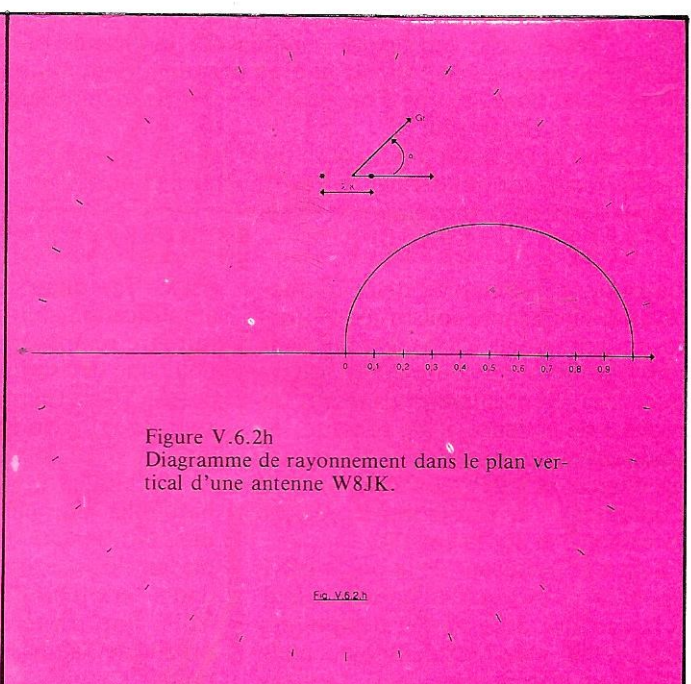 Gr
α
λ/8
0 0,1 0,2 0,3 0,4 0,5 0,6 0,7 0,8 0,9
Figure V.6.2h
Diagramme de rayonnement dans le plan ver-
tical d'une antenne W8JK.
Fig. V.6.2.h